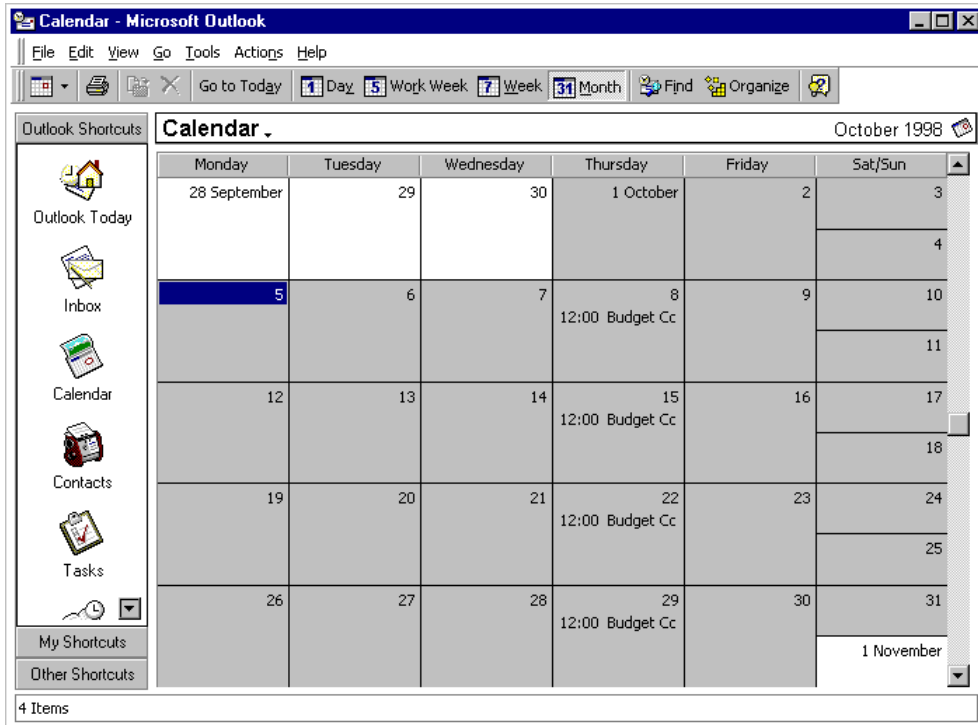 Calendar - Microsoft Outlook
File Edit View Go Tools Actions Help
Go to Today 1 Day 5 Work Week 7 Week 31 Month Find Organize
Outlook Shortcuts
Outlook Today
Inbox
Calendar
Contacts
Tasks
My Shortcuts
Other Shortcuts
Calendar October 1998
Monday Tuesday Wednesday Thursday Friday Sat/Sun
28 September 29 30 1 October 2 3
4
5 6 7 8 9 10
12:00 Budget Cc
11
12 13 14 15 16 17
12:00 Budget Cc
18
19 20 21 22 23 24
12:00 Budget Cc
25
26 27 28 29 30 31
12:00 Budget Cc
1 November
4 Items